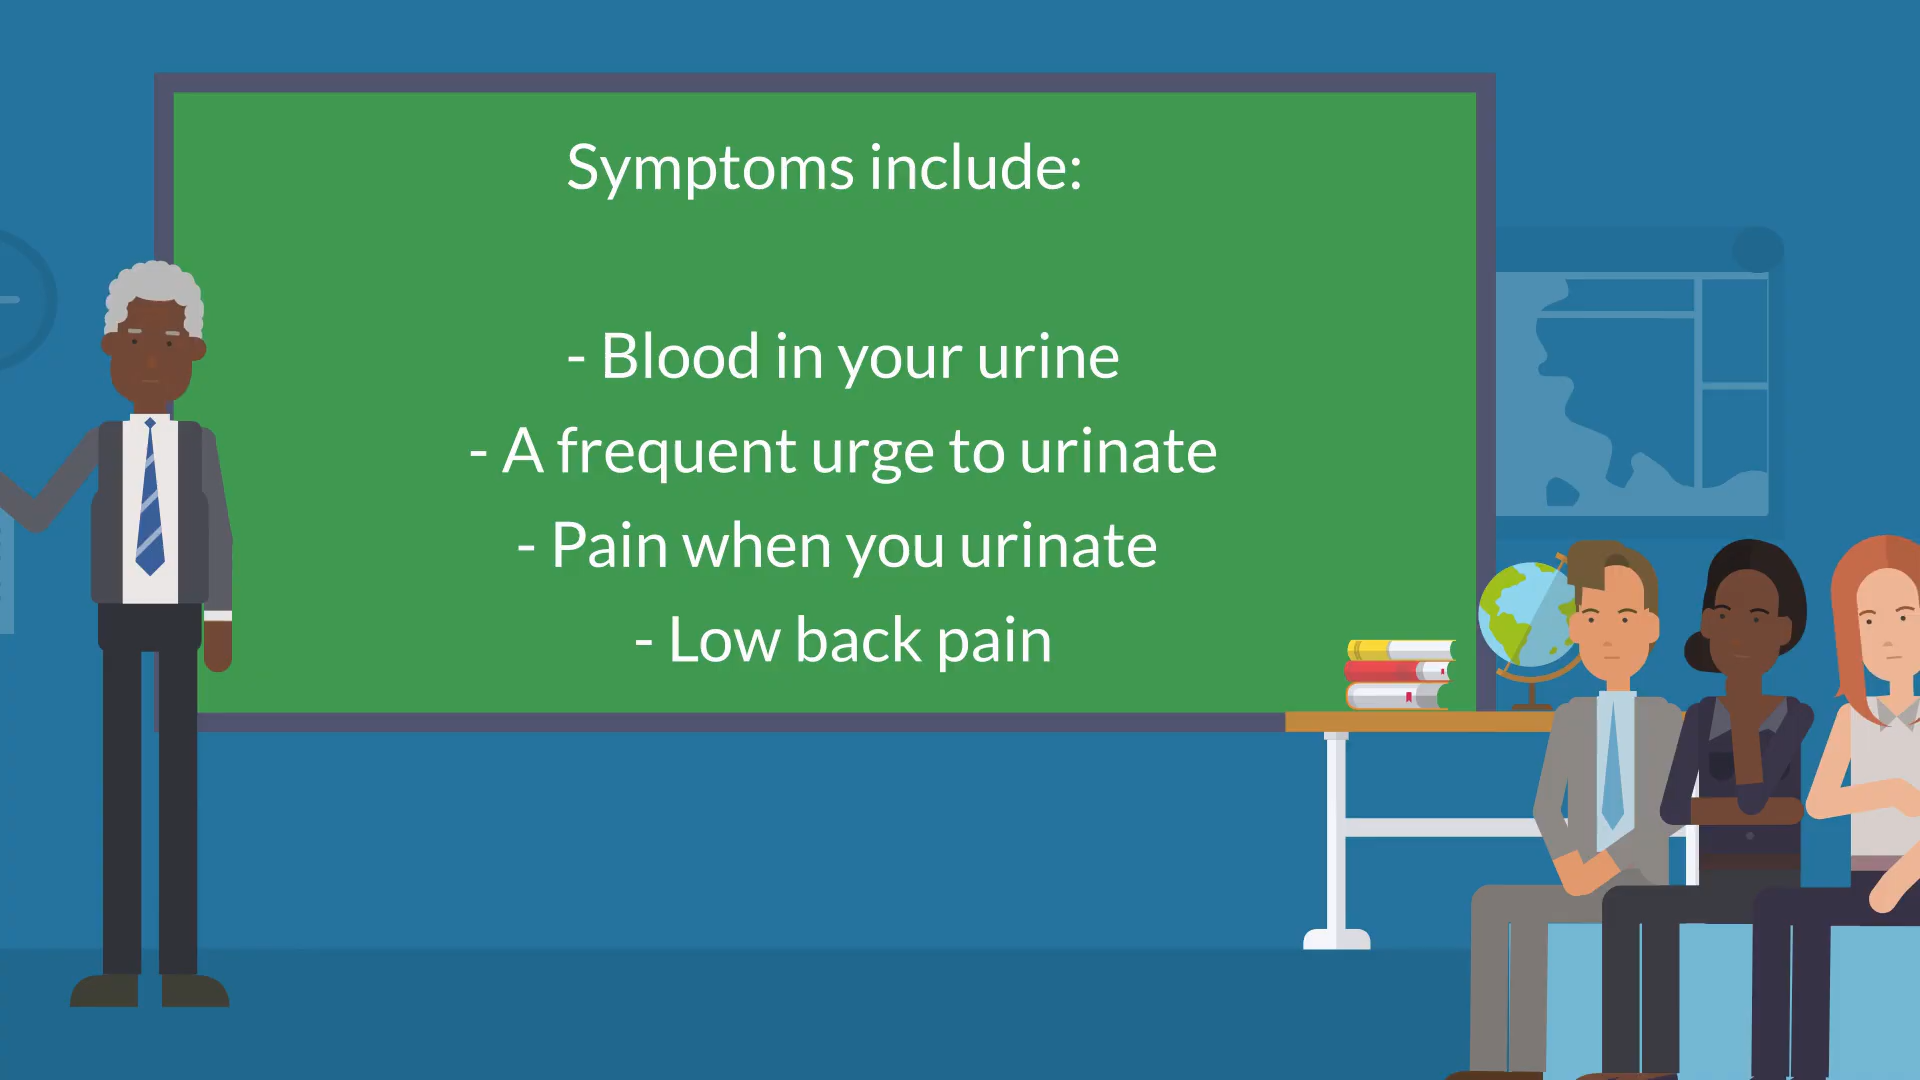 Symptoms include:
- Blood in your urine
- A frequent urge to urinate
- Pain when you urinate
- Low back pain